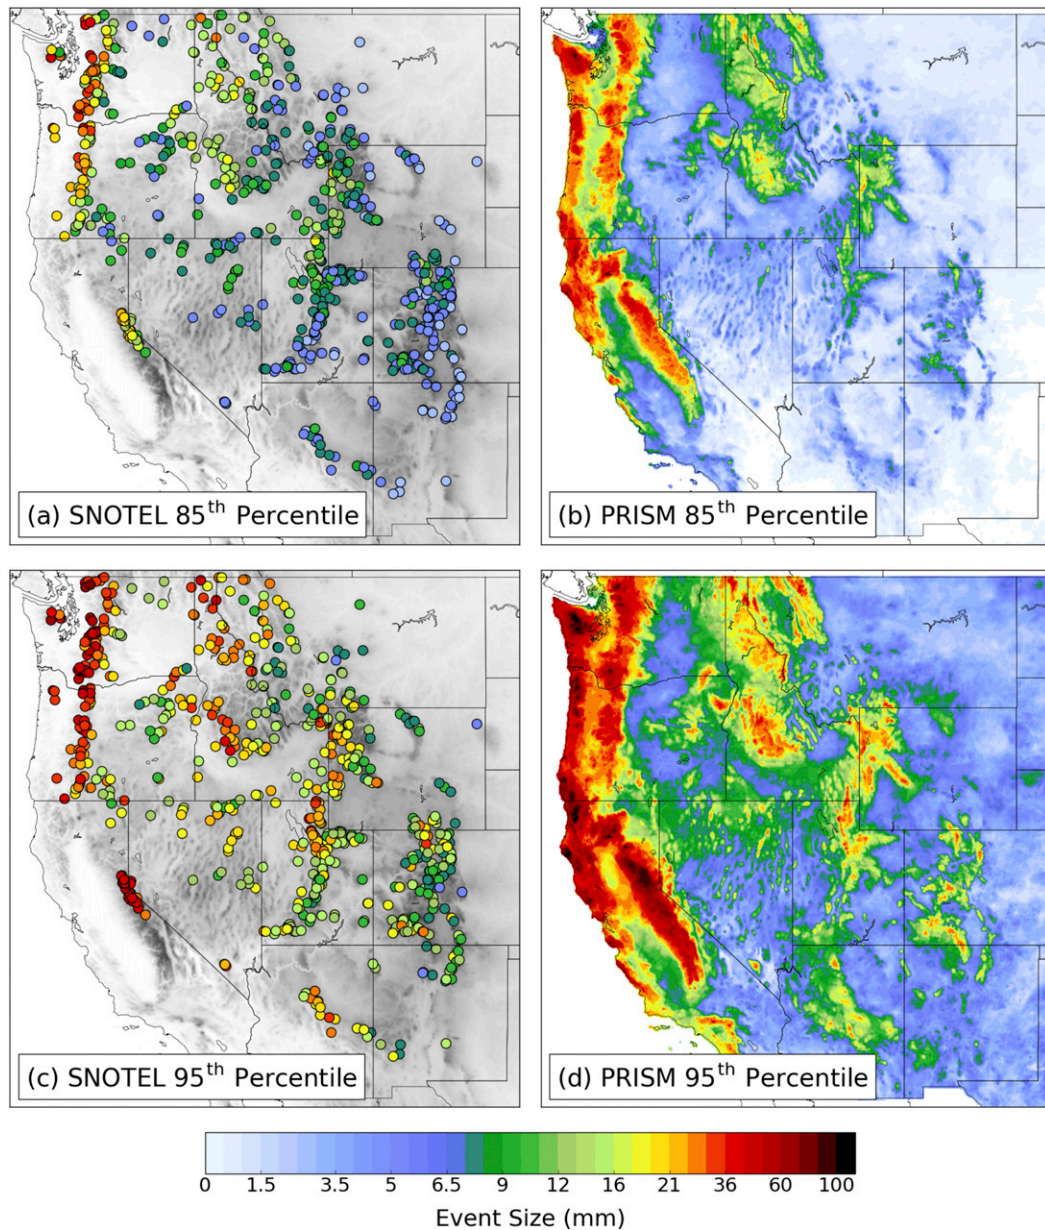 (a) SNOTEL 85th Percentile
(b) PRISM 85th Percentile
(c) SNOTEL 95th Percentile
(d) PRISM 95th Percentile
0 1.5 3.5 5 6.5 9 12 16 21 36 60 100
Event Size (mm)